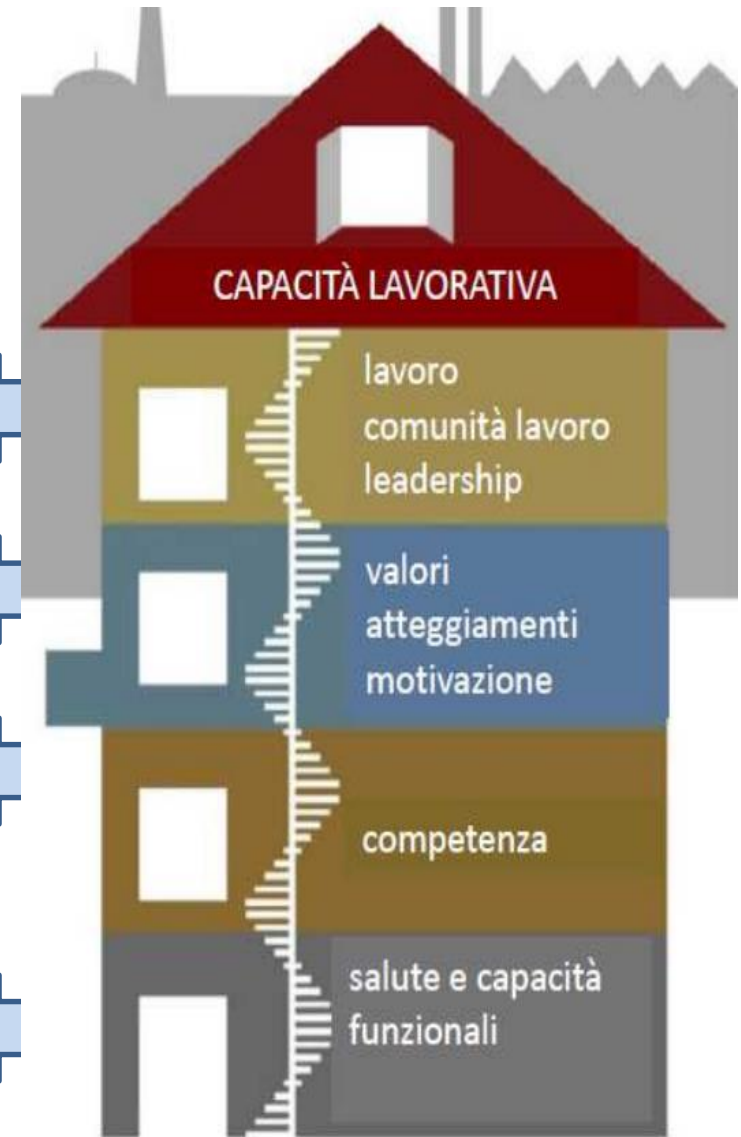 CAPACITÀ LAVORATIVA
lavoro
comunità lavoro
leadership
valori
atteggiamenti
motivazione
competenza
salute e capacità
funzionali